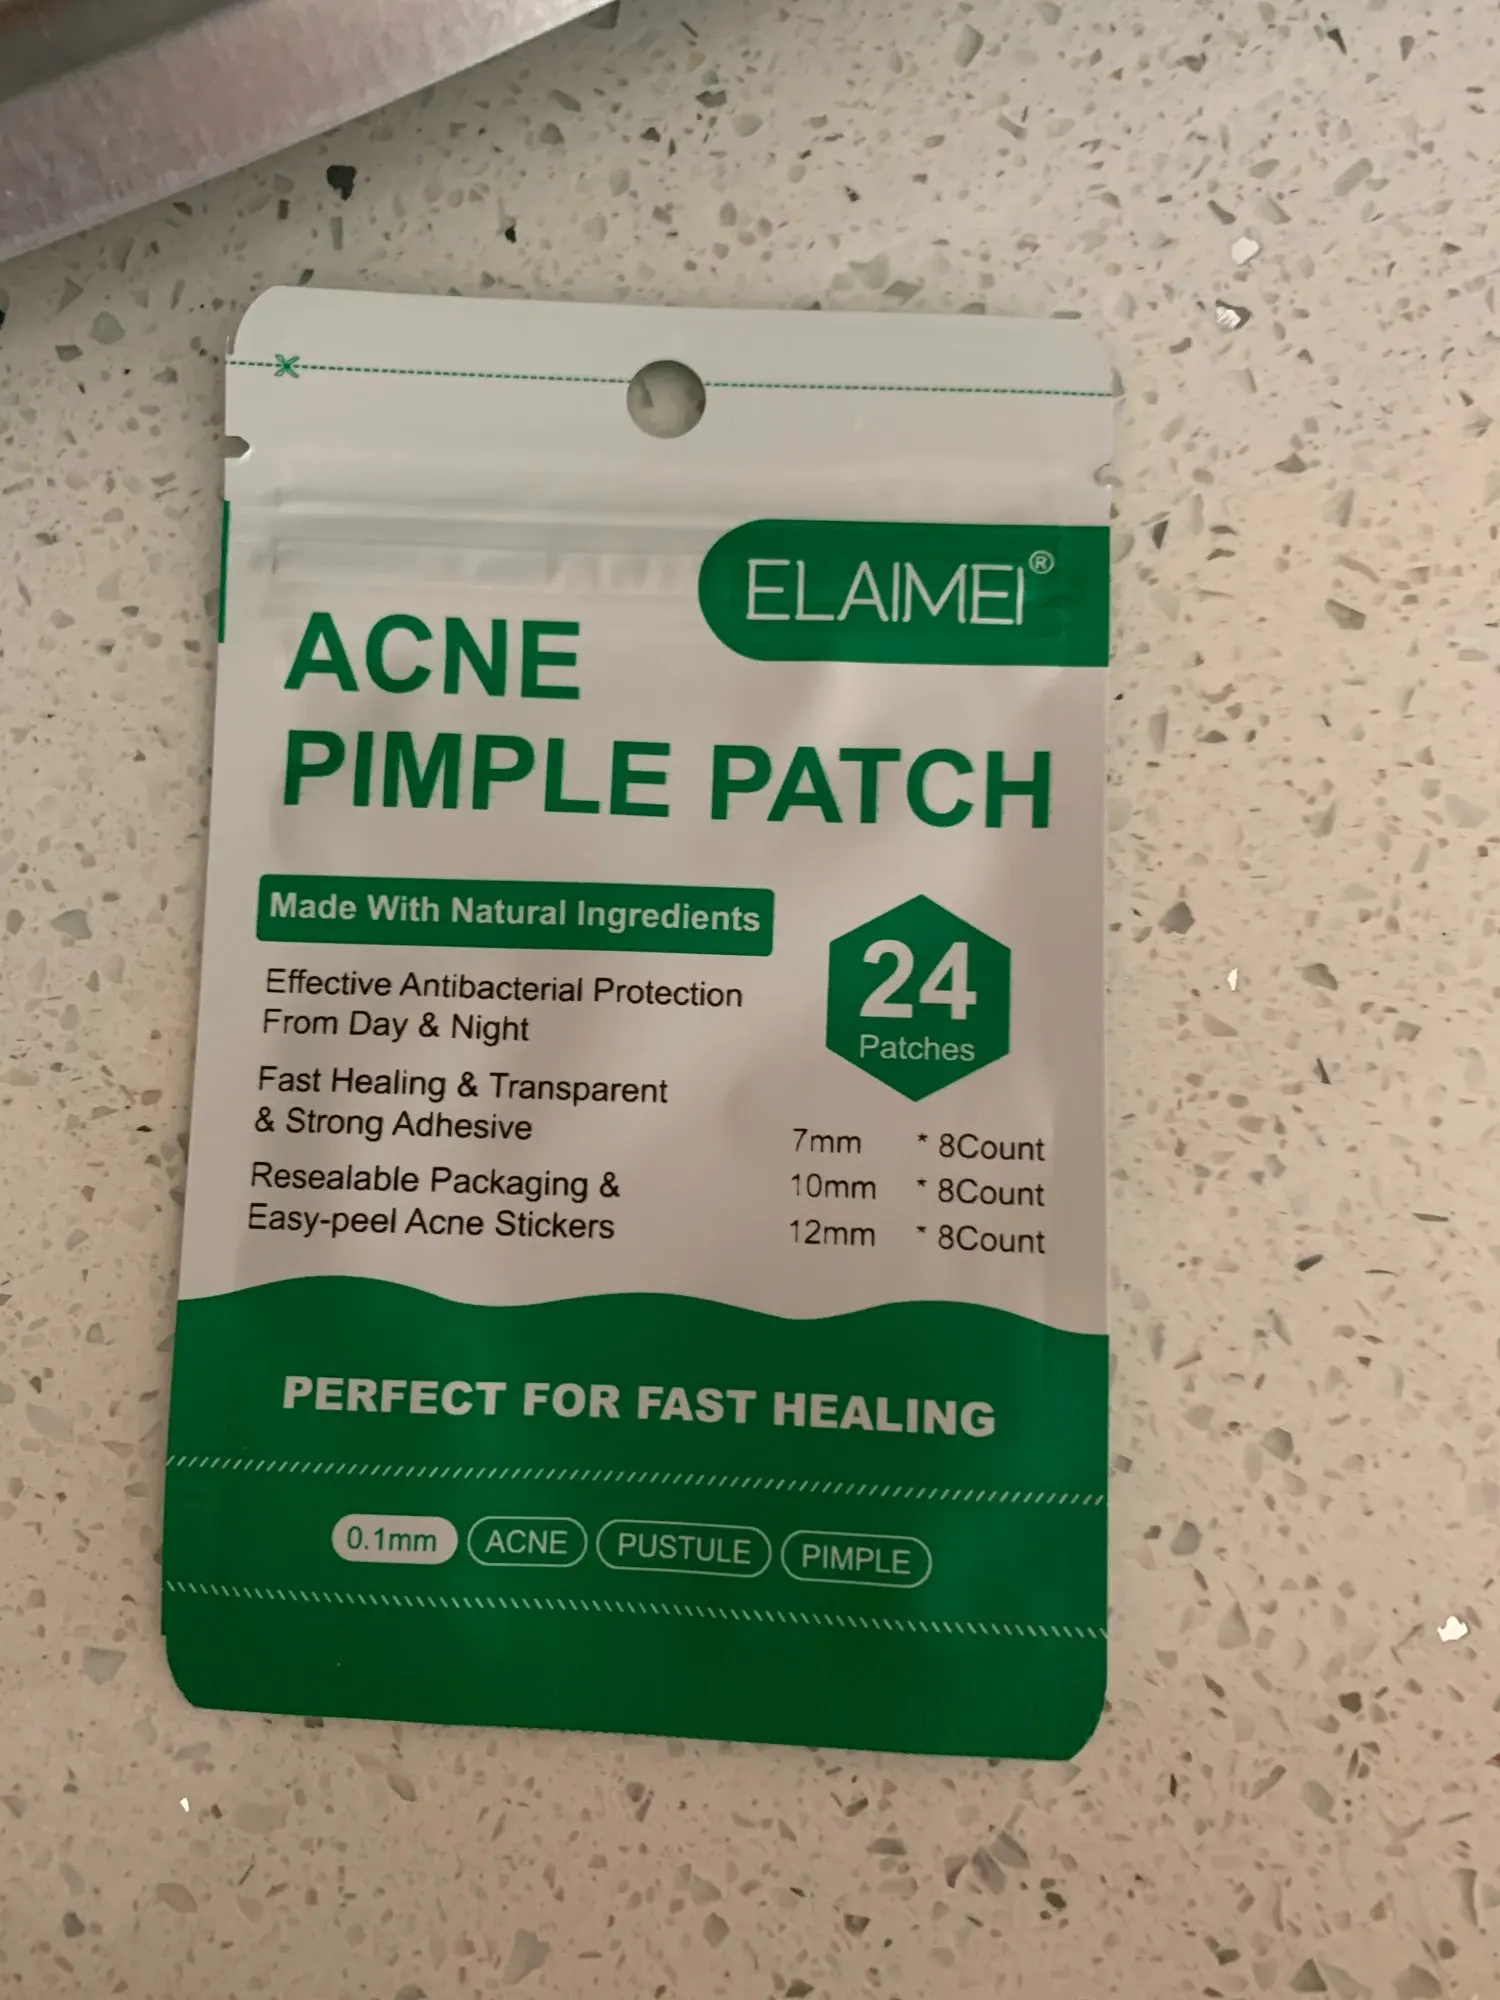 ELAIMEI®
ACNE
PIMPLE PATCH
Made With Natural Ingredients
Effective Antibacterial Protection
From Day & Night
Fast Healing & Transparent
& Strong Adhesive
Resealable Packaging &
Easy-peel Acne Stickers
24
Patches
7mm * 8Count
10mm * 8Count
12mm * 8Count
PERFECT FOR FAST HEALING
0.1mm ACNE PUSTULE PIMPLE